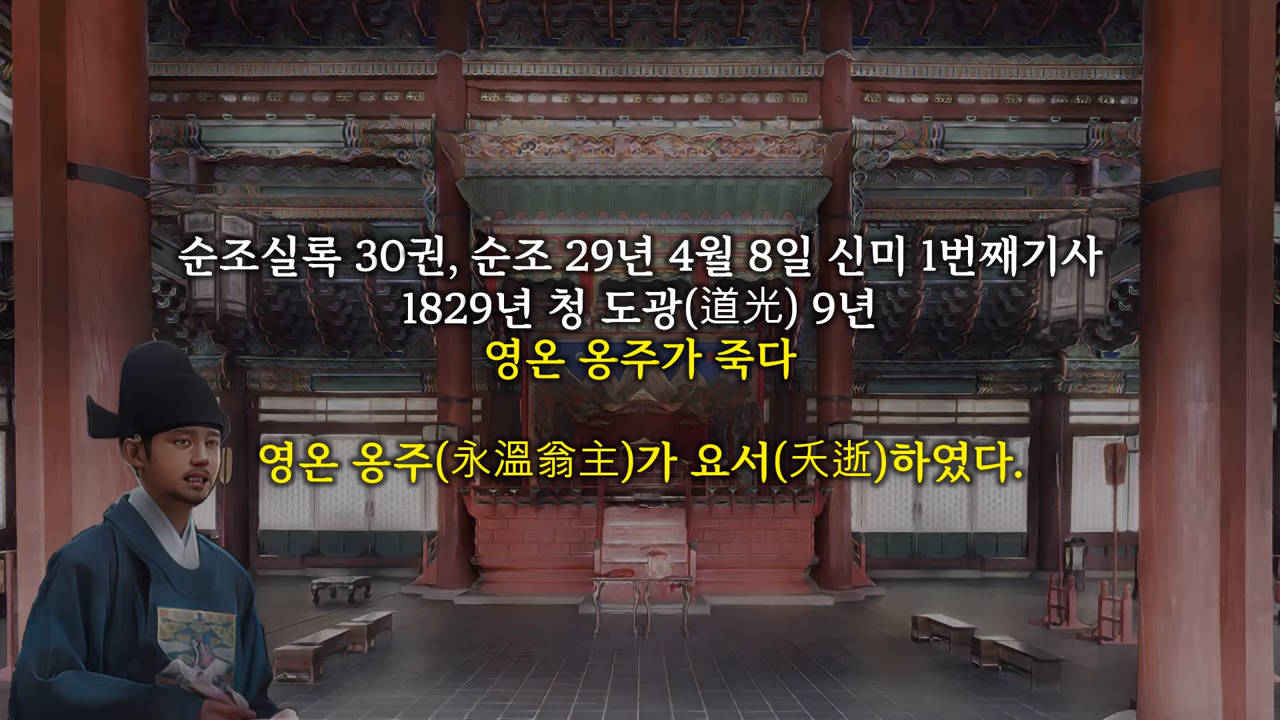 순조실록 30권, 순조 29년 4월 8일 신미 1번째기사
1829년 청 도광(道光) 9년
영온 옹주가 죽다
영온 옹주(永溫翁主)가 요서(夭逝)하였다.